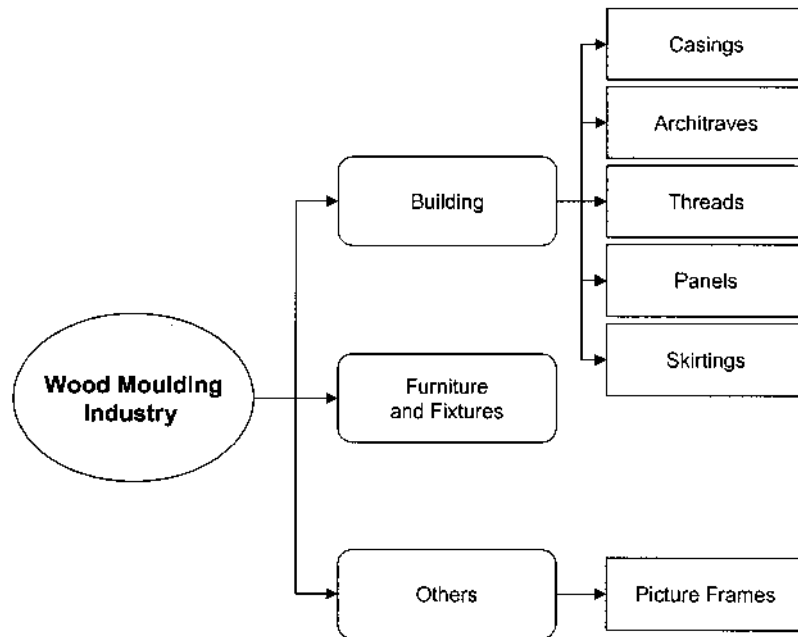 Casings
Architraves
Building
Threads
Panels
Skirtings
Wood Moulding
Industry
Furniture
and Fixtures
Others
Picture Frames